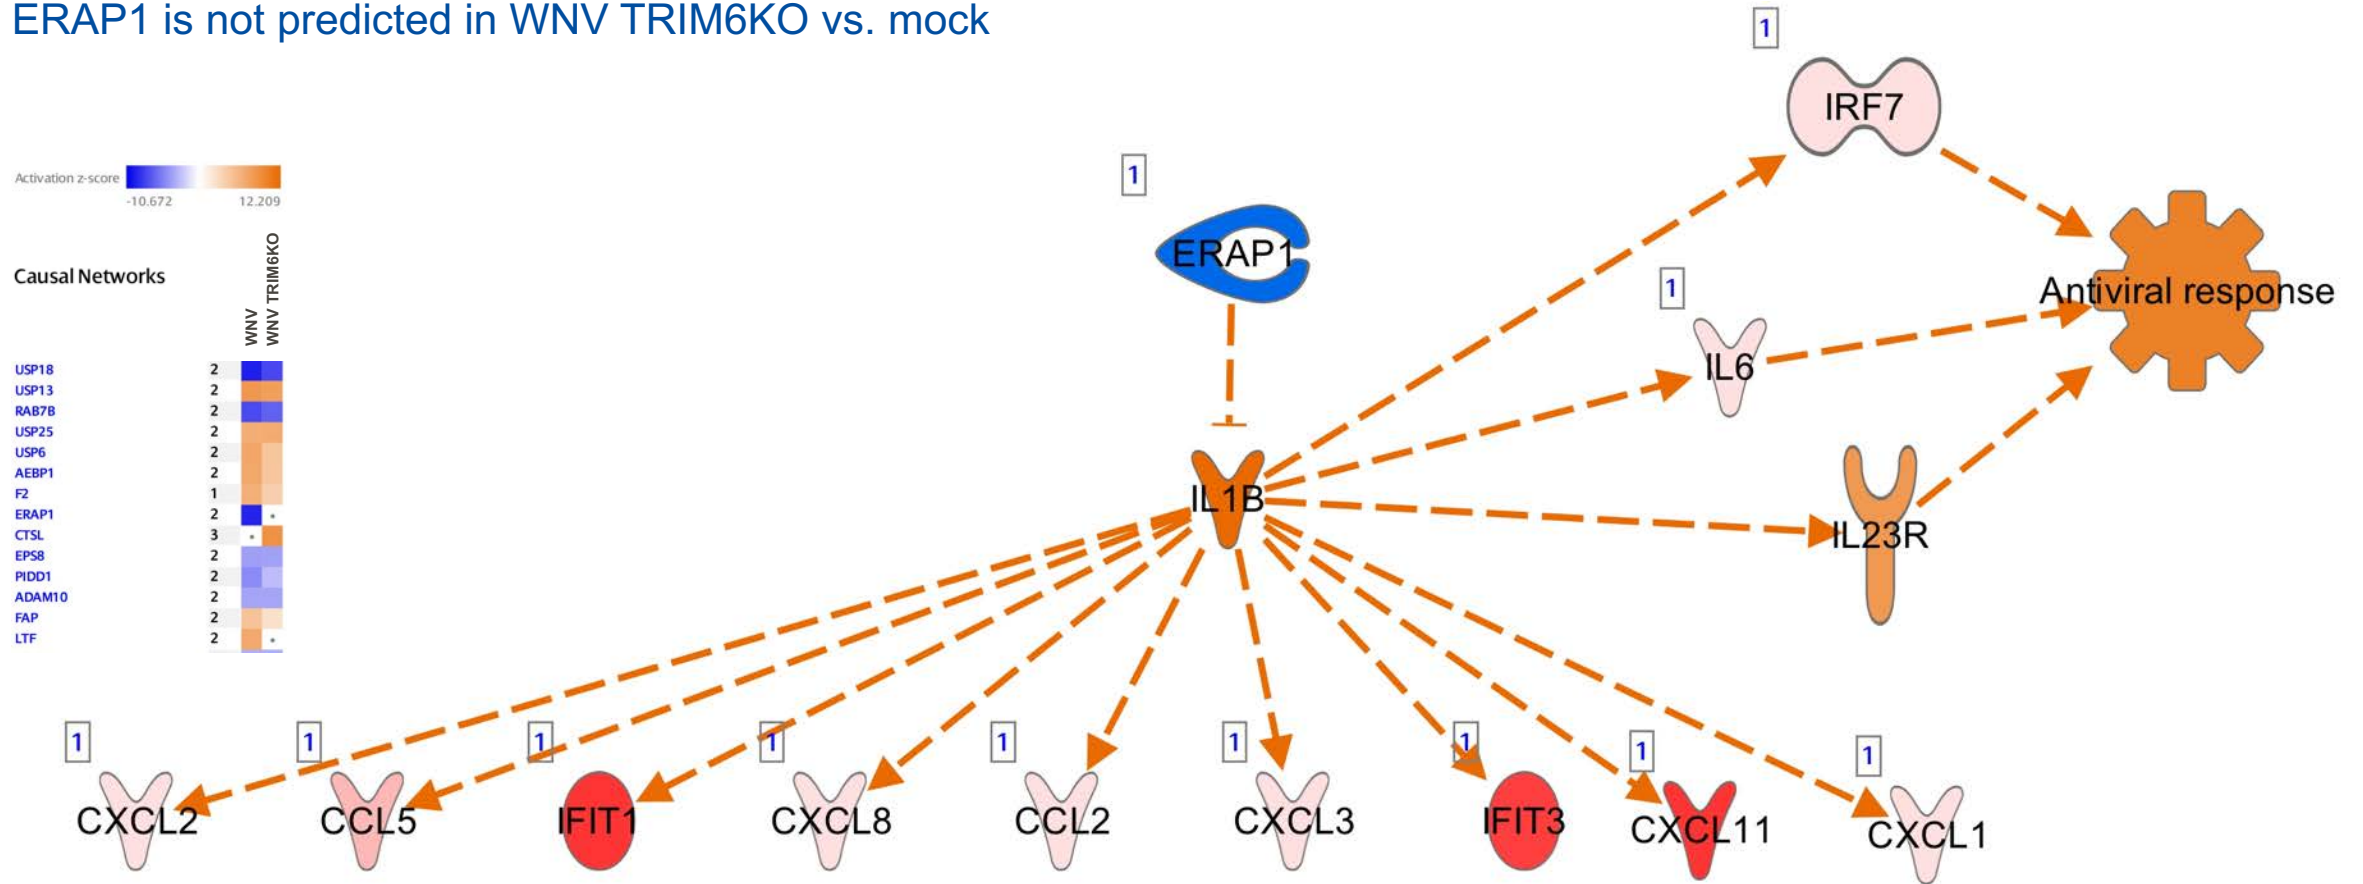 ERAP1 is not predicted in WNV TRIM6KO vs. mock
Activation z-score
-10.672 12.209
Causal Networks
WNV
WNV TRIM6KO
USP18 2
USP13 2
RAB7B 2
USP25 2
USP6 2
AEBP1 2
F2 1
ERAP1 2
CTSL 3
EPS8 2
PIDD1 2
ADAM10 2
FAP 2
LTF 2
1
IRF7
1
ERAP1
1
IL6
Antiviral response
IL1B
IL23R
1 1 1 1 1 1 1 1 1
CXCL2 CCL5 IFIT1 CXCL8 CCL2 CXCL3 IFIT3 CXCL11 CXCL1